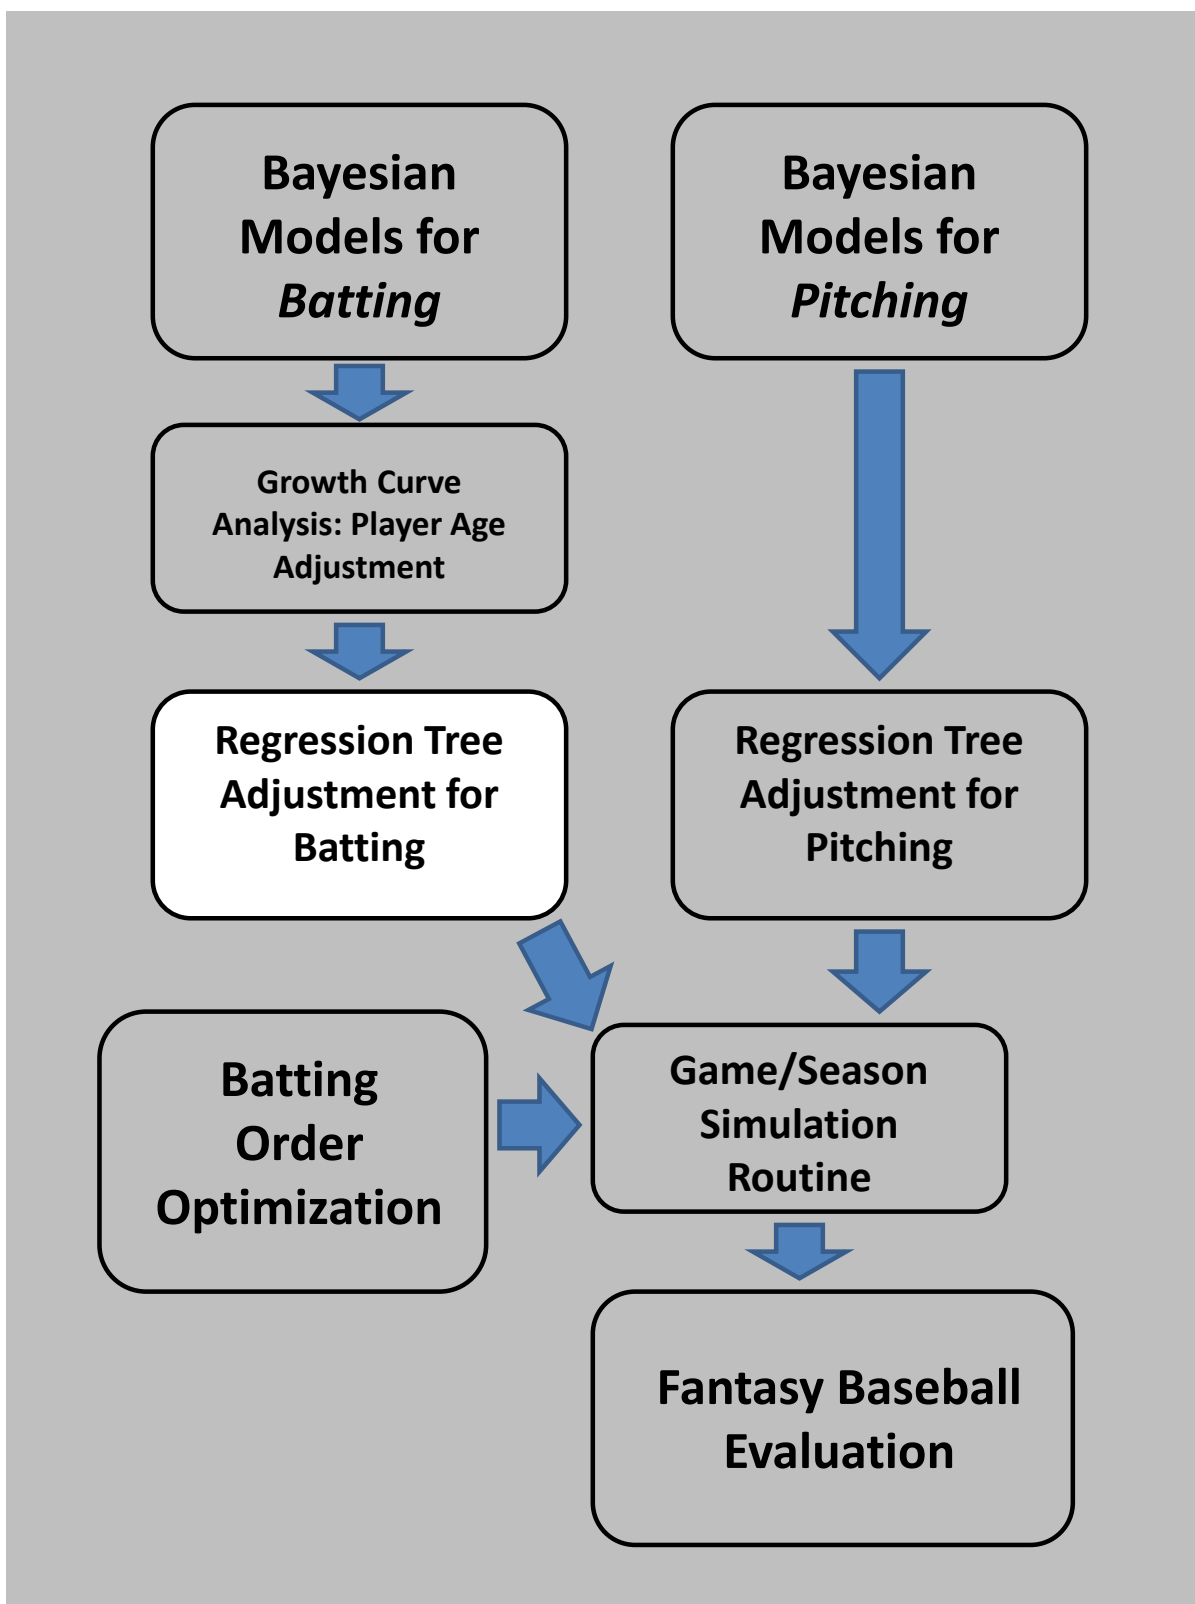 Bayesian
Models for
Batting
Bayesian
Models for
Pitching
Growth Curve
Analysis: Player Age
Adjustment
Regression Tree
Adjustment for
Batting
Regression Tree
Adjustment for
Pitching
Batting
Order
Optimization
Game/Season
Simulation
Routine
Fantasy Baseball
Evaluation